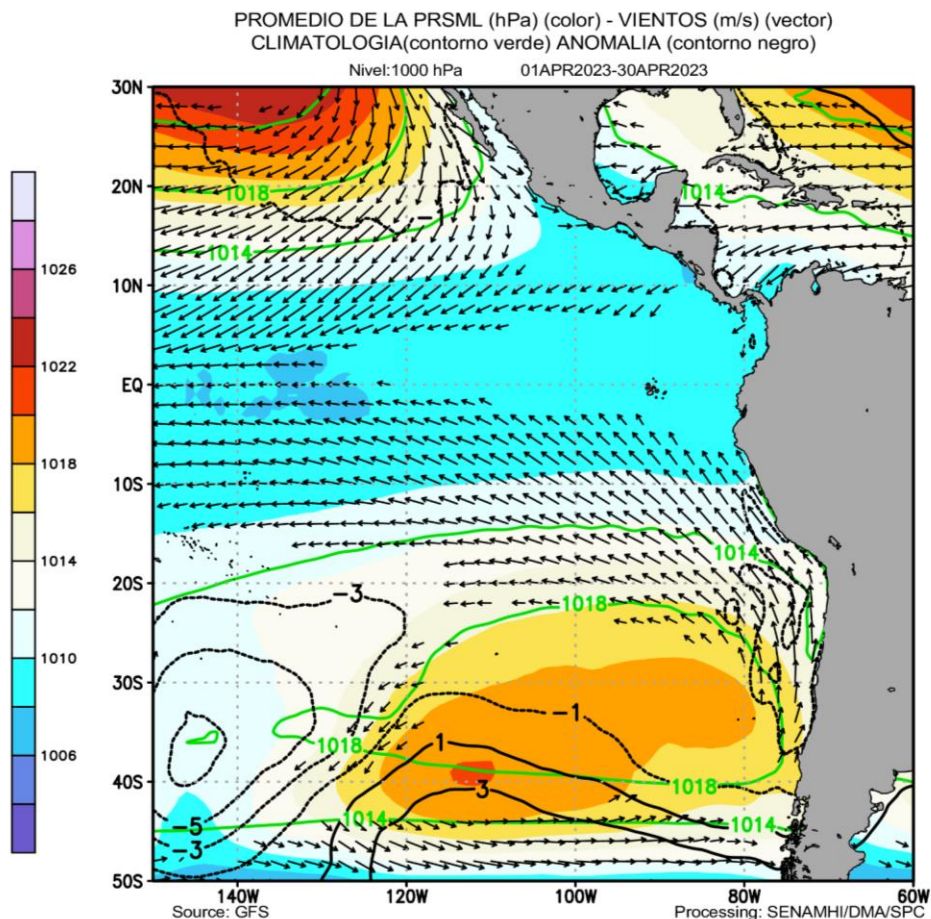 PROMEDIO DE LA PRSML (hPa) (color) - VIENTOS (m/s) (vector)
CLIMATOLOGIA(contorno verde) ANOMALIA (contorno negro)
Nivel:1000 hPa 01APR2023-30APR2023
30N
20N
10N
EQ
10S
20S
30S
40S
50S
1026
1022
1018
1014
1010
1006
1018
1014
1014
1014
1018
-3
-1
1018
1
1018
3
1014
1014
-5
-3
140W 120W 100W 80W 60W
Source: GFS Processing: SENAMHI/DMA/SPC